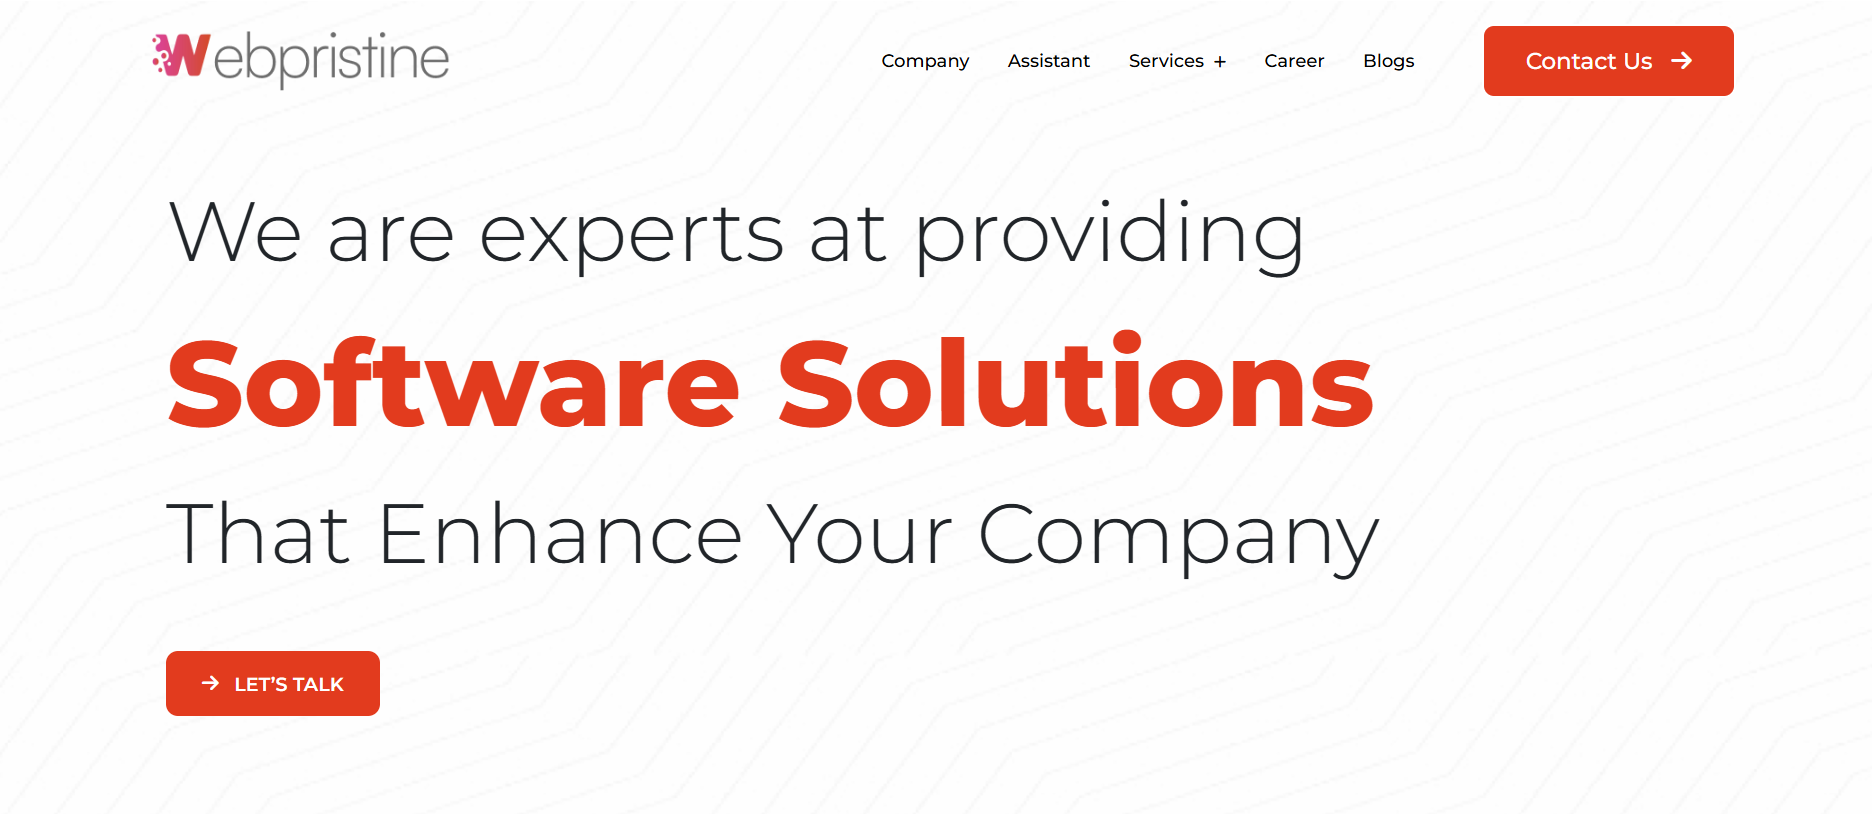 Webpristine
Company Assistant Services + Career Blogs
Contact Us →
We are experts at providing
Software Solutions
That Enhance Your Company
→ LET'S TALK